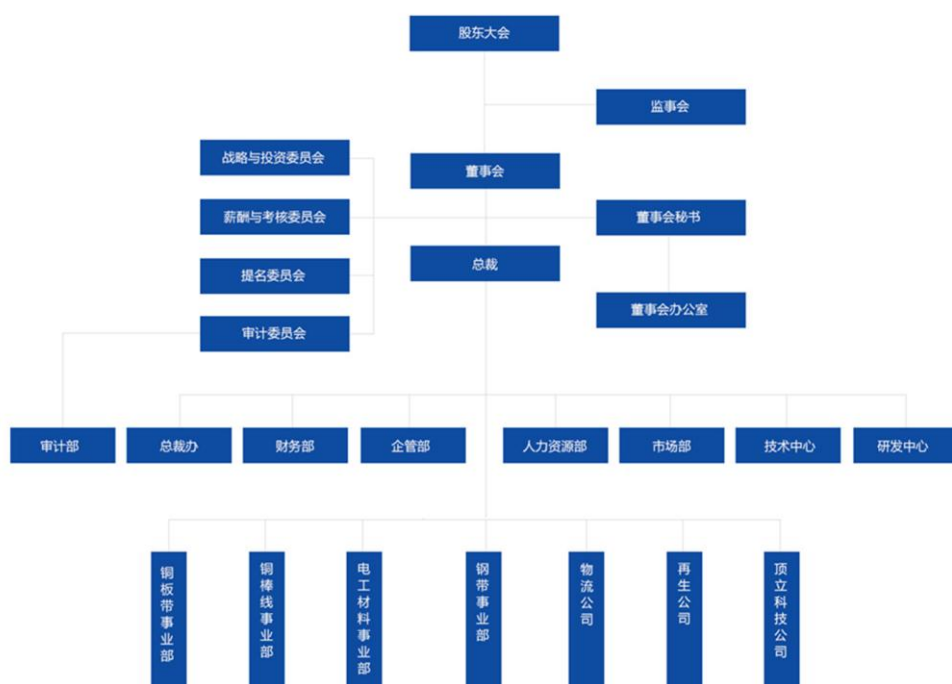 股东大会
监事会
战略与投资委员会
董事会
薪酬与考核委员会
董事会秘书
总裁
提名委员会
董事会办公室
审计委员会
审计部
总裁办
财务部
企管部
人力资源部
市场部
技术中心
研发中心
铜板带事业部
铜棒线事业部
电工材料事业部
钢带事业部
物流公司
再生公司
顶立科技公司